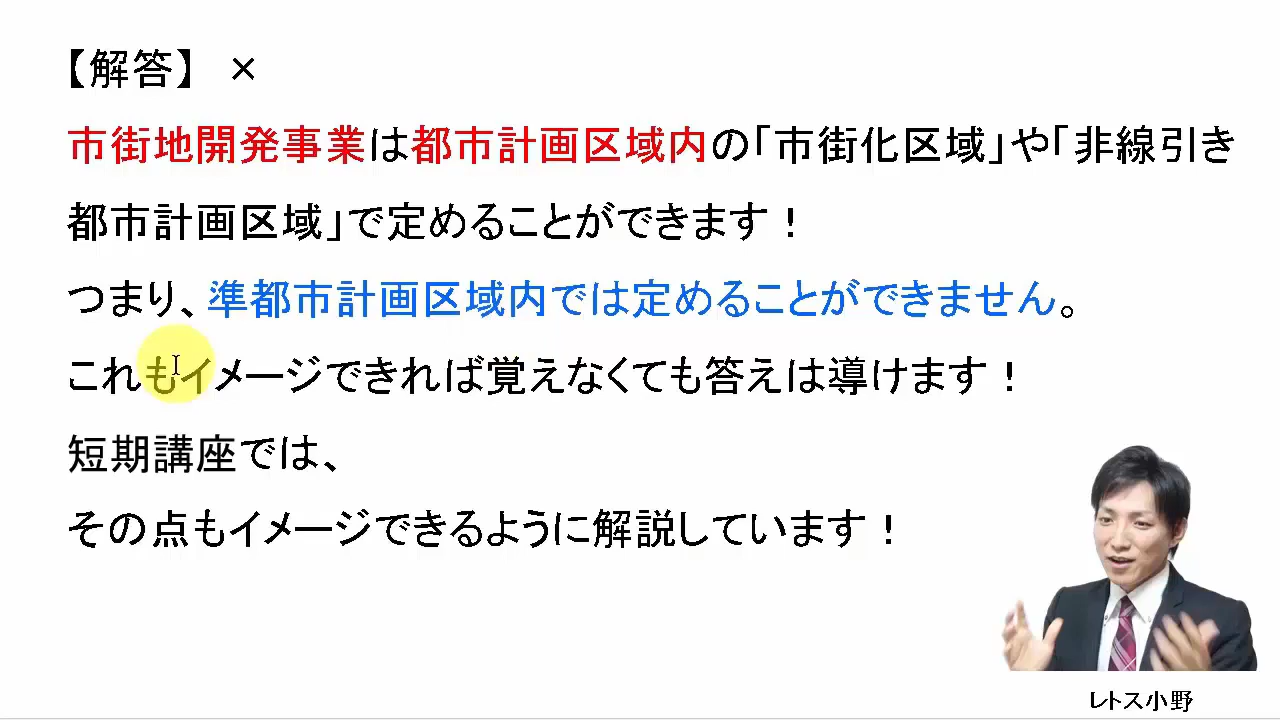 【解答】 ×
市街地開発事業は都市計画区域内の「市街化区域」や「非線引き
都市計画区域」で定めることができます！
つまり、準都市計画区域内では定めることができません。
これもイメージできれば覚えなくても答えは導けます！
短期講座では、
その点もイメージできるように解説しています！
レトス小野